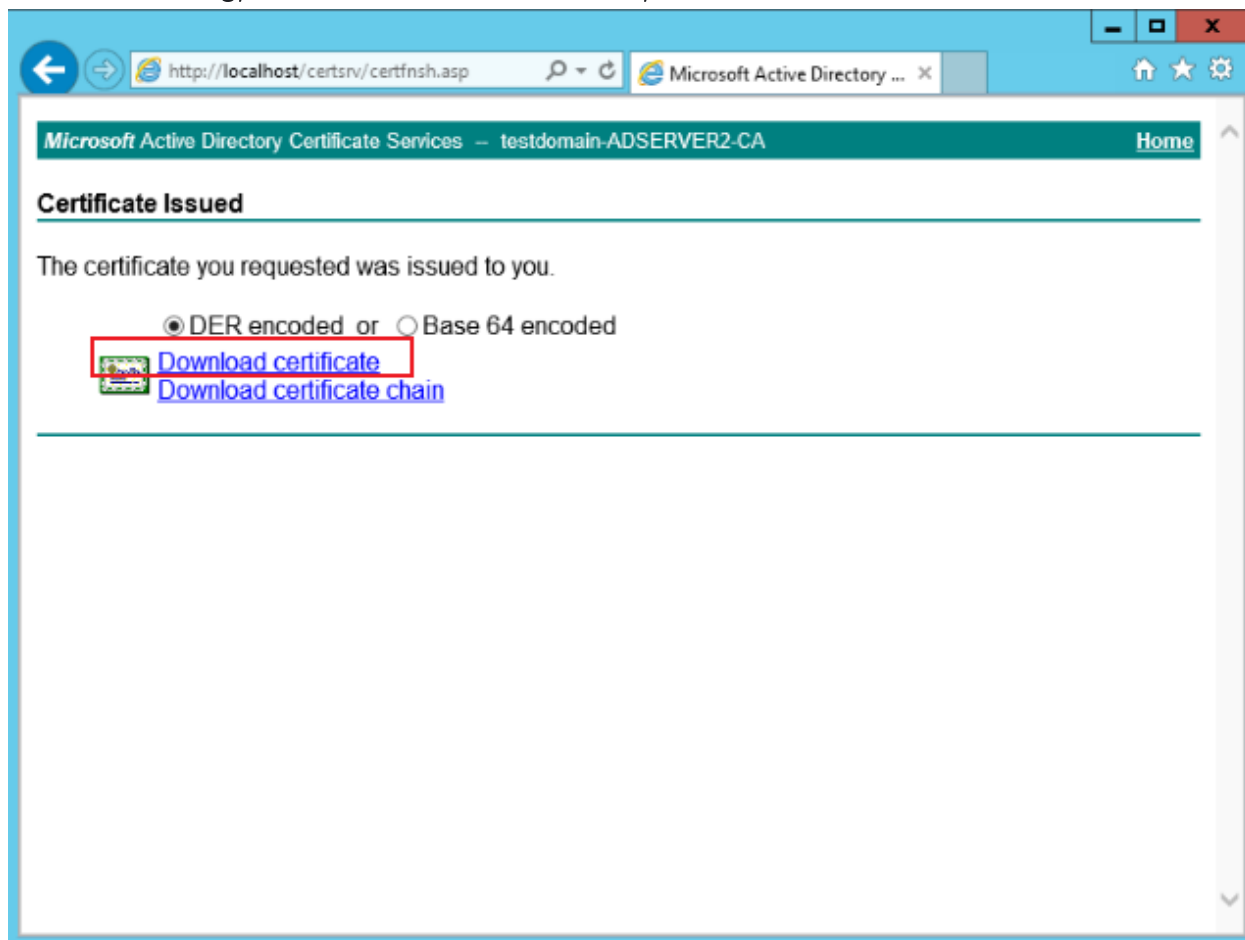 http://localhost/certsrv/certfnsh.asp
Microsoft Active Directory ...
Microsoft Active Directory Certificate Services -- testdomain-ADSERVER2-CA Home
Certificate Issued
The certificate you requested was issued to you.
DER encoded or Base 64 encoded
Download certificate
Download certificate chain